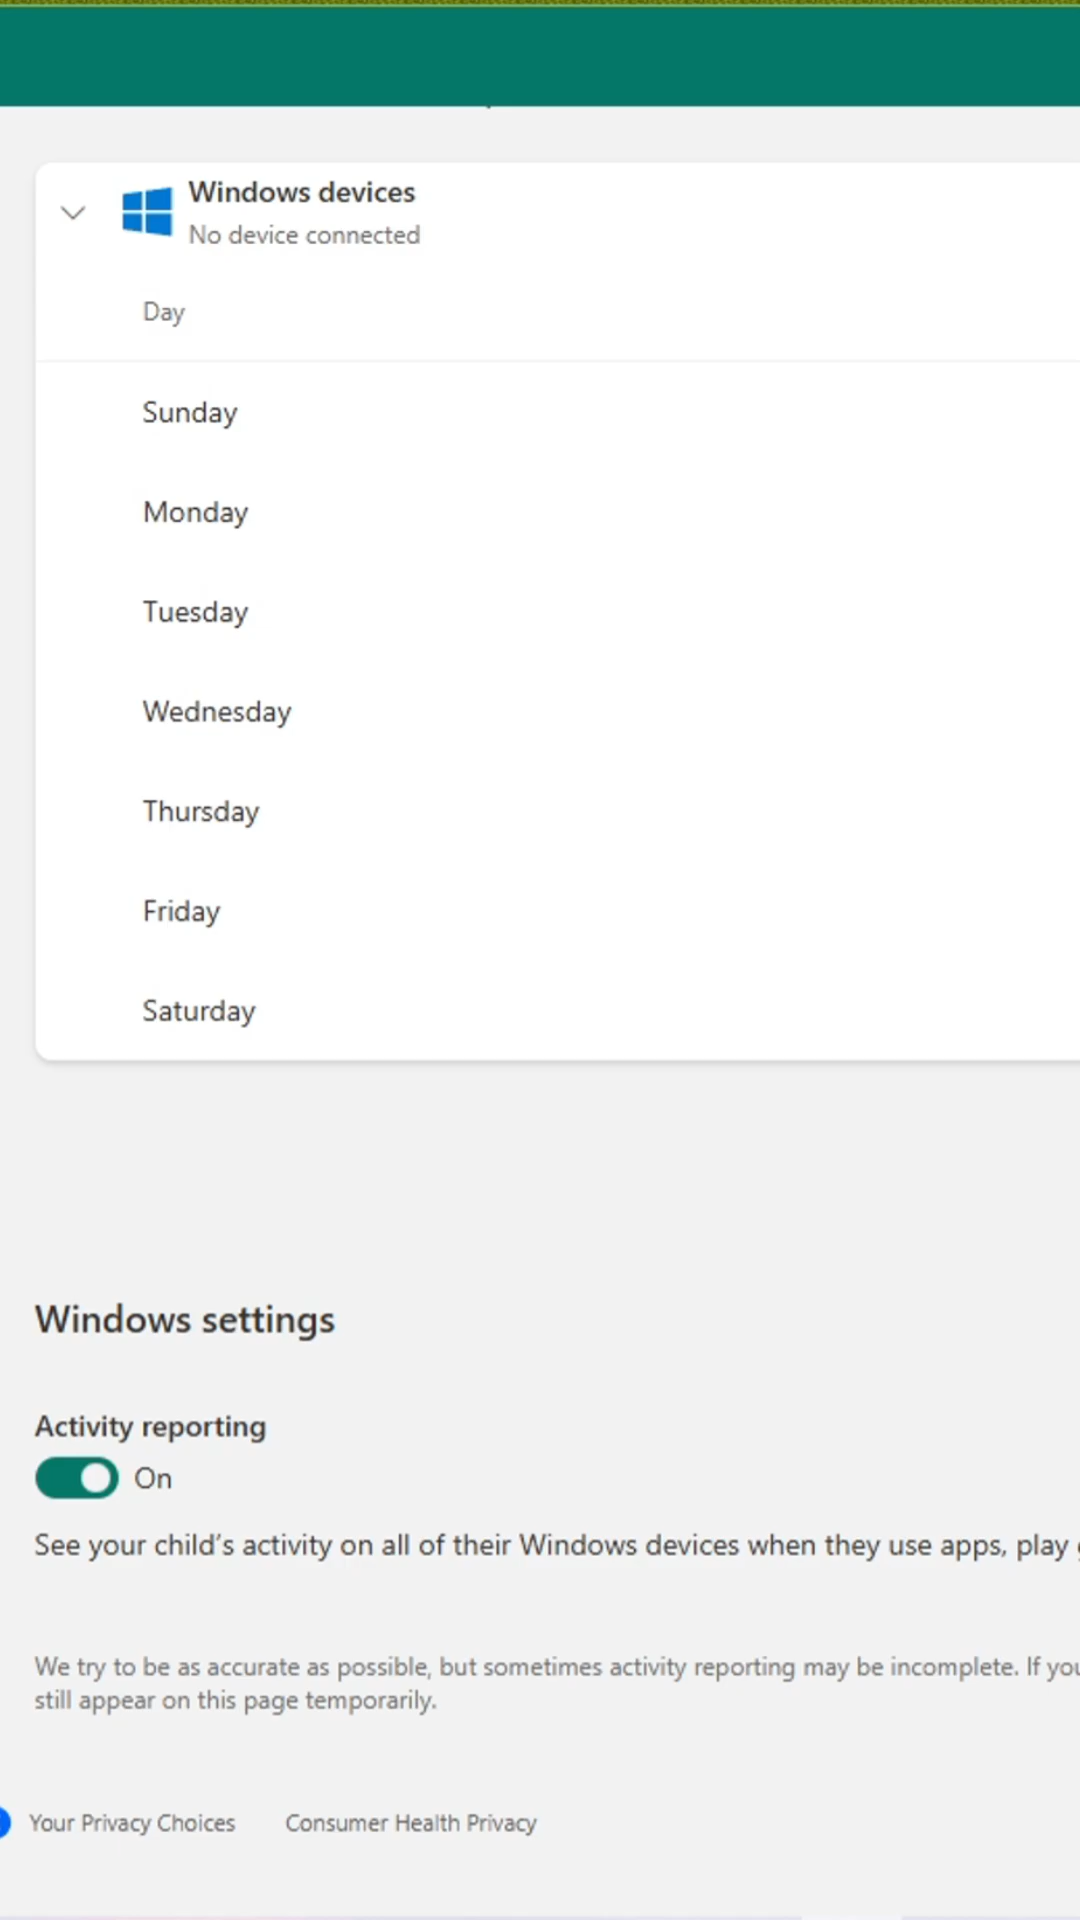 Windows devices
No device connected
Day
Sunday
Monday
Tuesday
Wednesday
Thursday
Friday
Saturday
Windows settings
Activity reporting
On
See your child's activity on all of their Windows devices when they use apps, play
We try to be as accurate as possible, but sometimes activity reporting may be incomplete. If you
still appear on this page temporarily.
Your Privacy Choices
Consumer Health Privacy